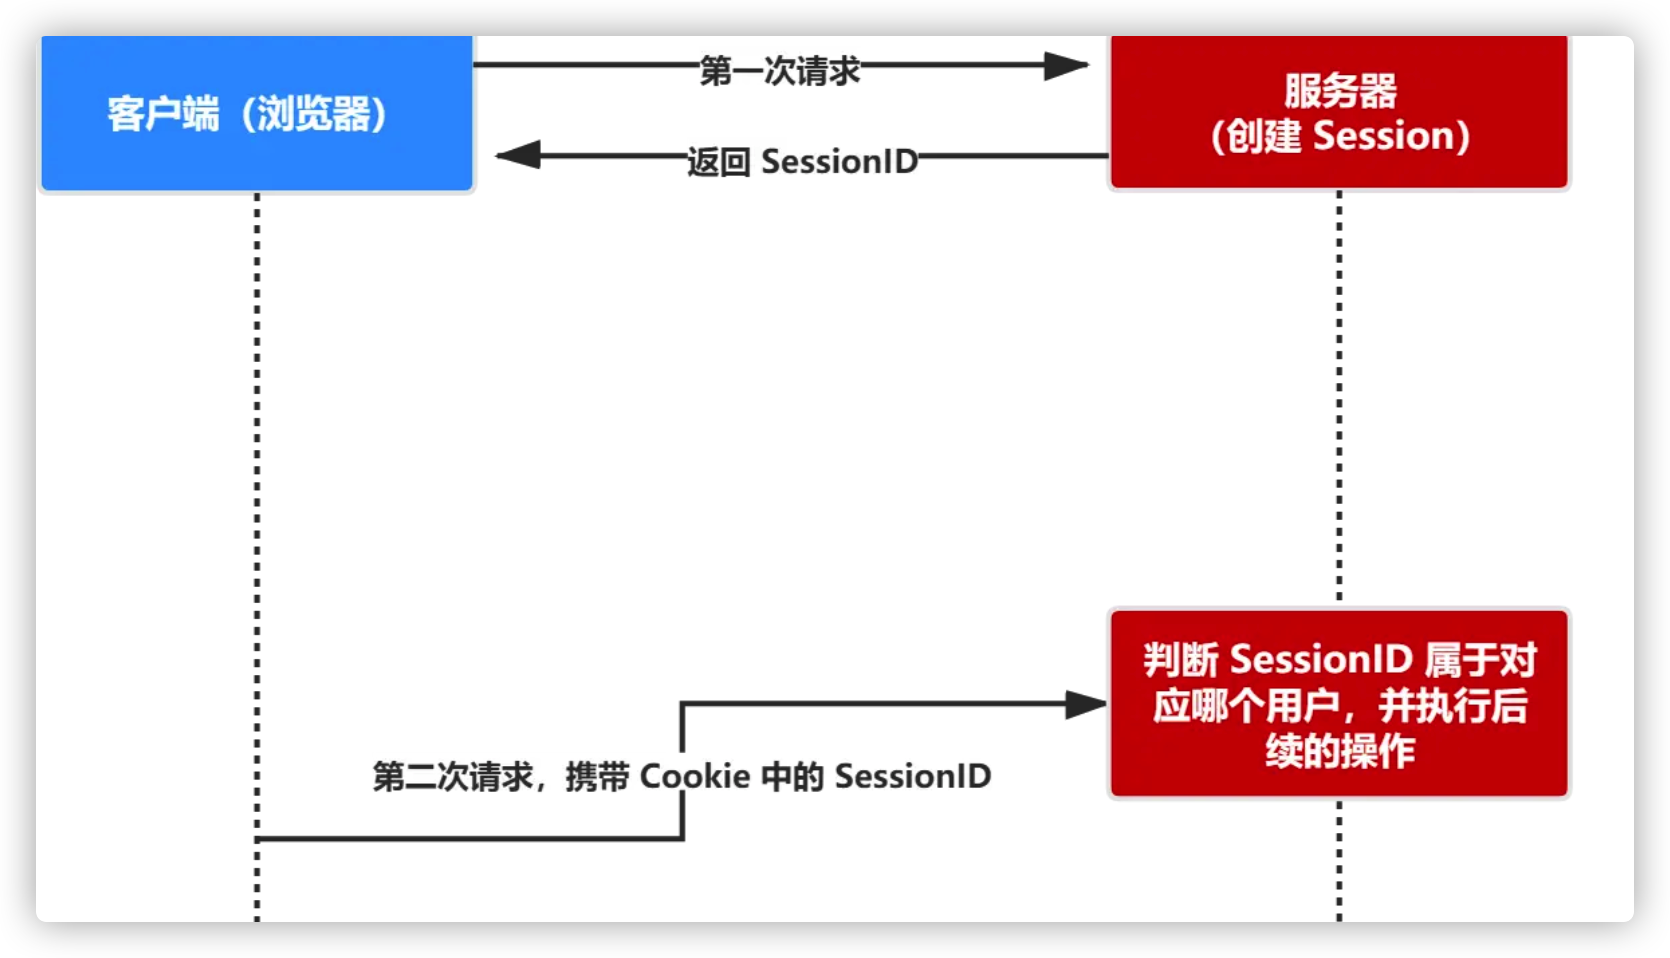 第一次请求
客户端（浏览器）
服务器
（创建 Session）
返回 SessionID
判断 SessionID 属于对
应哪个用户，并执行后
续的操作
第二次请求，携带 Cookie 中的 SessionID